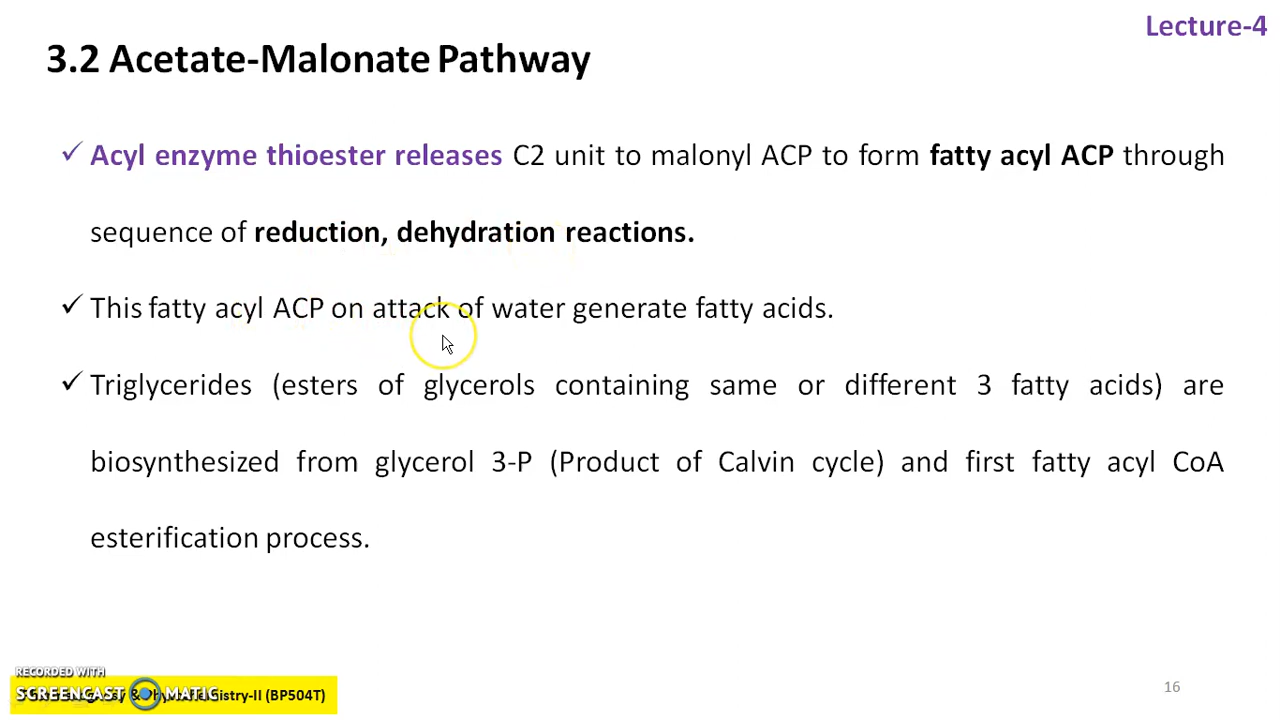 Lecture-4
3.2 Acetate-Malonate Pathway
✓ Acyl enzyme thioester releases C2 unit to malonyl ACP to form fatty acyl ACP through
sequence of reduction, dehydration reactions.
✓ This fatty acyl ACP on attack of water generate fatty acids.
✓ Triglycerides (esters of glycerols containing same or different 3 fatty acids) are
biosynthesized from glycerol 3-P (Product of Calvin cycle) and first fatty acyl CoA
esterification process.
RECORDED WITH
SCREENCAST MATIC
(BP504T)
16